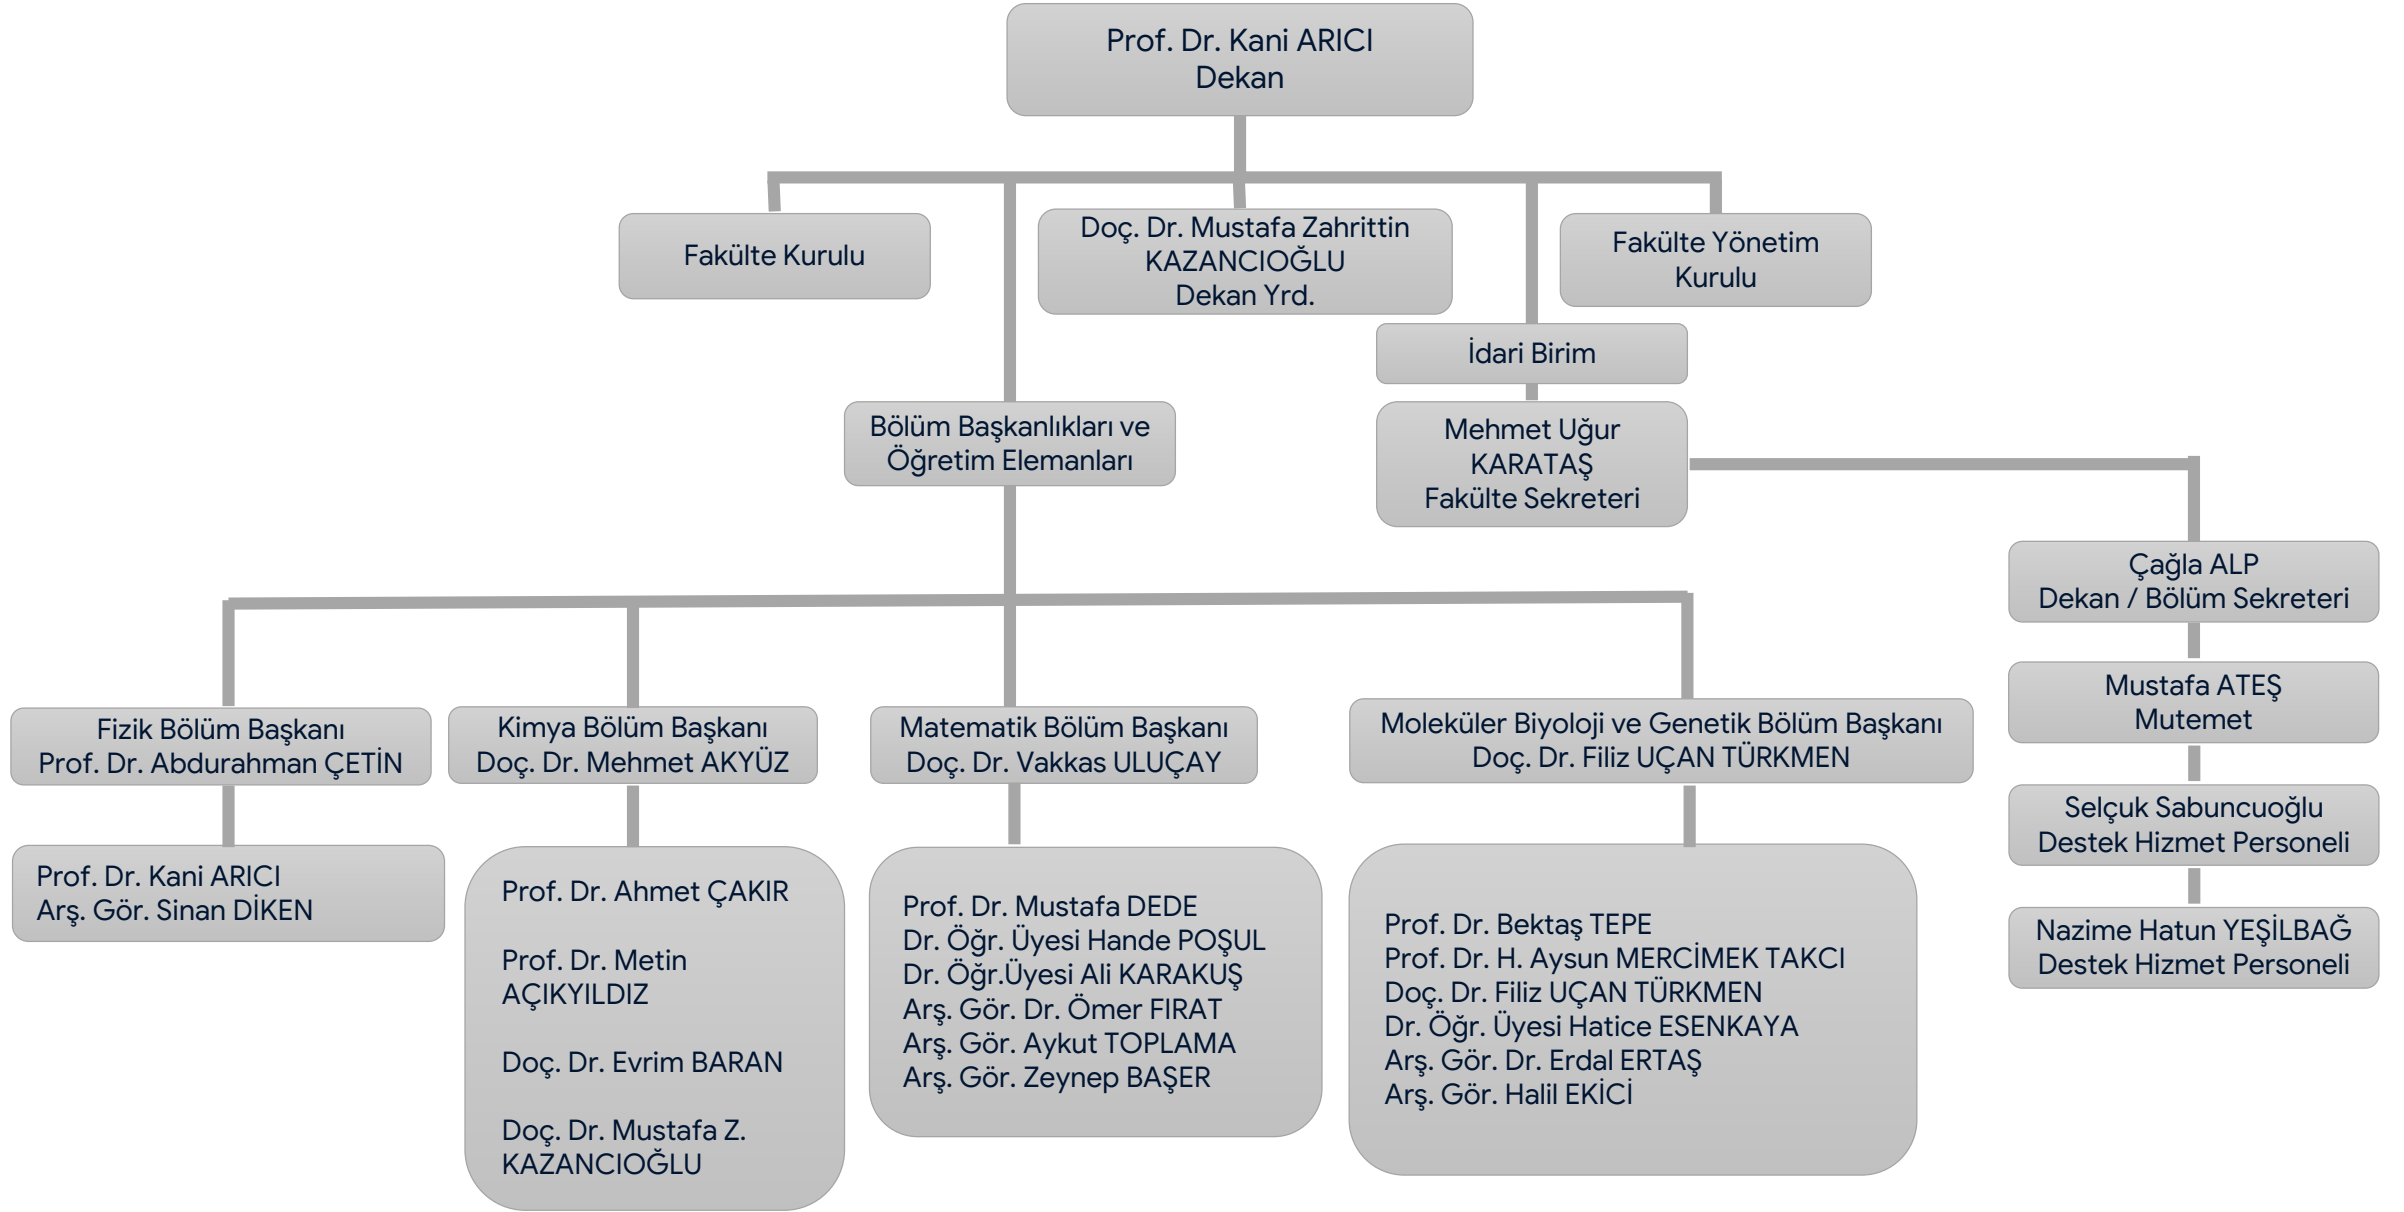 Prof. Dr. Kani ARICI
Dekan
Fakülte Kurulu
Doç. Dr. Mustafa Zahrittin
KAZANCIOĞLU
Dekan Yrd.
Fakülte Yönetim
Kurulu
İdari Birim
Bölüm Başkanlıkları ve
Öğretim Elemanları
Mehmet Uğur
KARATAŞ
Fakülte Sekreteri
Çağla ALP
Dekan / Bölüm Sekreteri
Mustafa ATEŞ
Mutemet
Selçuk Sabuncuoğlu
Destek Hizmet Personeli
Nazime Hatun YEŞİLBAĞ
Destek Hizmet Personeli
Fizik Bölüm Başkanı
Prof. Dr. Abdurahman ÇETİN
Kimya Bölüm Başkanı
Doç. Dr. Mehmet AKYÜZ
Matematik Bölüm Başkanı
Doç. Dr. Vakkas ULUÇAY
Moleküler Biyoloji ve Genetik Bölüm Başkanı
Doç. Dr. Filiz UÇAN TÜRKMEN
Prof. Dr. Kani ARICI
Arş. Gör. Sinan DİKEN
Prof. Dr. Ahmet ÇAKIR
Prof. Dr. Metin
AÇIKYILDIZ
Doç. Dr. Evrim BARAN
Doç. Dr. Mustafa Z.
KAZANCIOĞLU
Prof. Dr. Mustafa DEDE
Dr. Öğr. Üyesi Hande POŞUL
Dr. Öğr.Üyesi Ali KARAKUŞ
Arş. Gör. Dr. Ömer FIRAT
Arş. Gör. Aykut TOPLAMA
Arş. Gör. Zeynep BAŞER
Prof. Dr. Bektaş TEPE
Prof. Dr. H. Aysun MERCİMEK TAKCI
Doç. Dr. Filiz UÇAN TÜRKMEN
Dr. Öğr. Üyesi Hatice ESENKAYA
Arş. Gör. Dr. Erdal ERTAŞ
Arş. Gör. Halil EKİCİ